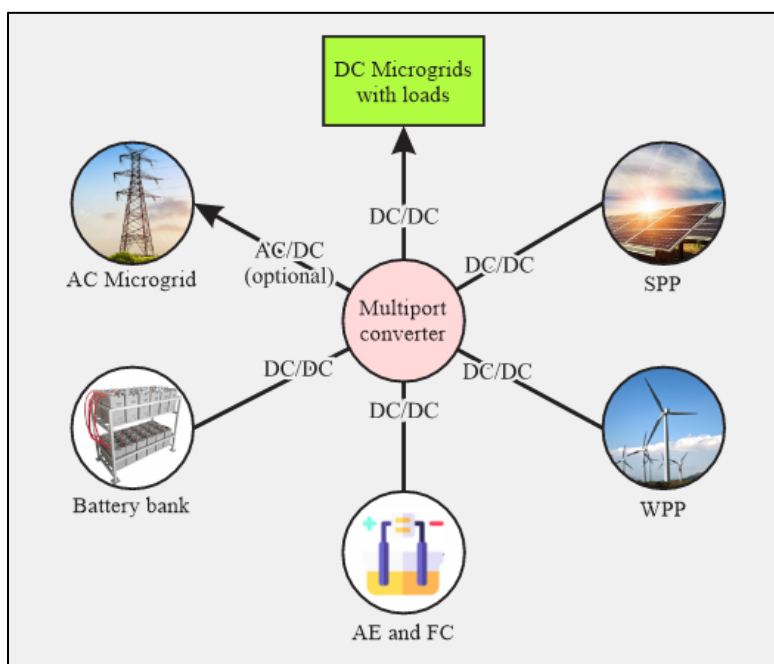 DC Microgrids
with loads
DC/DC
AC/DC
(optional)
DC/DC
AC Microgrid
SPP
Multiport
converter
DC/DC
DC/DC
DC/DC
Battery bank
WPP
+
−
AE and FC